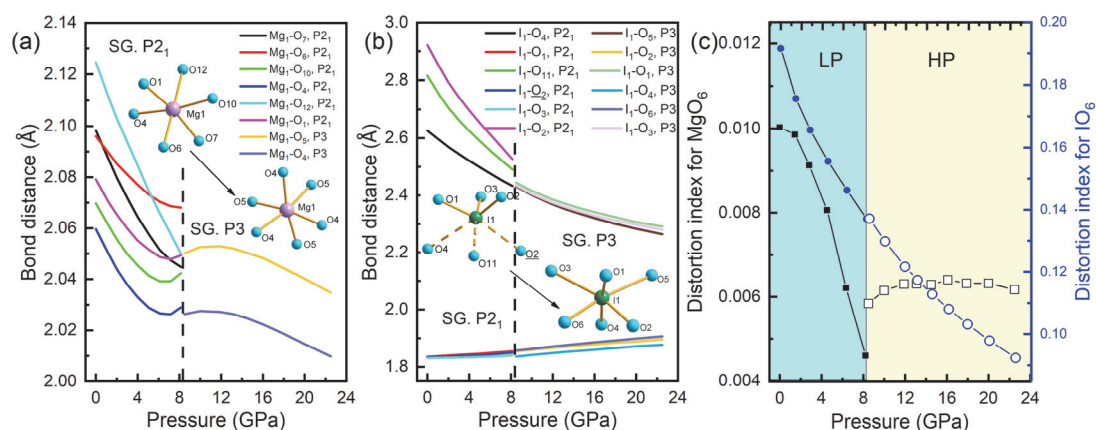 (a)
SG. P2₁
Mg₁-O₇, P2₁
Mg₁-O₆, P2₁
Mg₁-O₁₀, P2₁
Mg₁-O₄, P2₁
Mg₁-O₁₂, P2₁
Mg₁-O₁, P2₁
Mg₁-O₅, P3
Mg₁-O₄, P3
O12
O1
O10
O4
Mg1
O7
O6
O4
O5
O5
Mg1
O4
O4
O5
SG. P3
2.14
2.12
2.10
2.08
2.06
2.04
2.02
2.00
Bond distance (Å)
0 4 8 12 16 20 24
Pressure (GPa)
(b)
I₁-O₄, P2₁
I₁-O₁, P2₁
I₁-O₁₁, P2₁
I₁-O₂, P2₁
I₁-O₃, P2₁
I₁-O₂, P2₁
I₁-O₅, P3
I₁-O₂, P3
I₁-O₁, P3
I₁-O₄, P3
I₁-O₆, P3
I₁-O₃, P3
O3
O2
O1
I1
O4
O2
O11
SG. P3
O3
O1
O5
I1
O6
O4
O2
SG. P2₁
3.0
2.8
2.6
2.4
2.2
2.0
1.8
Bond distance (Å)
0 4 8 12 16 20 24
Pressure (GPa)
(c)
LP
HP
0.012
0.010
0.008
0.006
0.004
Distortion index for MgO₆
0.20
0.18
0.16
0.14
0.12
0.10
Distortion index for IO₆
0 4 8 12 16 20 24
Pressure (GPa)